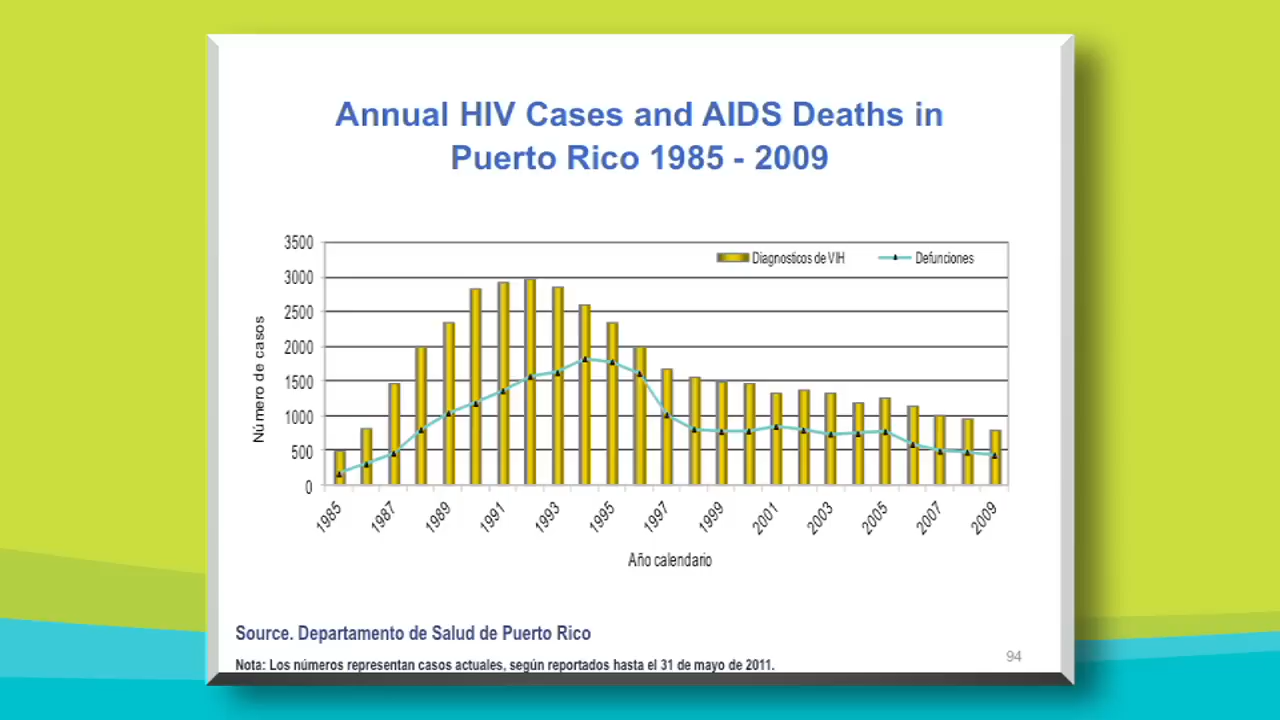 Annual HIV Cases and AIDS Deaths in
Puerto Rico 1985 - 2009
3500
3000
2500
2000
1500
1000
500
0
Número de casos
Diagnosticos de VIH
Defunciones
1985
1987
1989
1991
1993
1995
1997
1999
2001
2003
2005
2007
2009
Año calendario
Source. Departamento de Salud de Puerto Rico
Nota: Los números representan casos actuales, según reportados hasta el 31 de mayo de 2011.
94